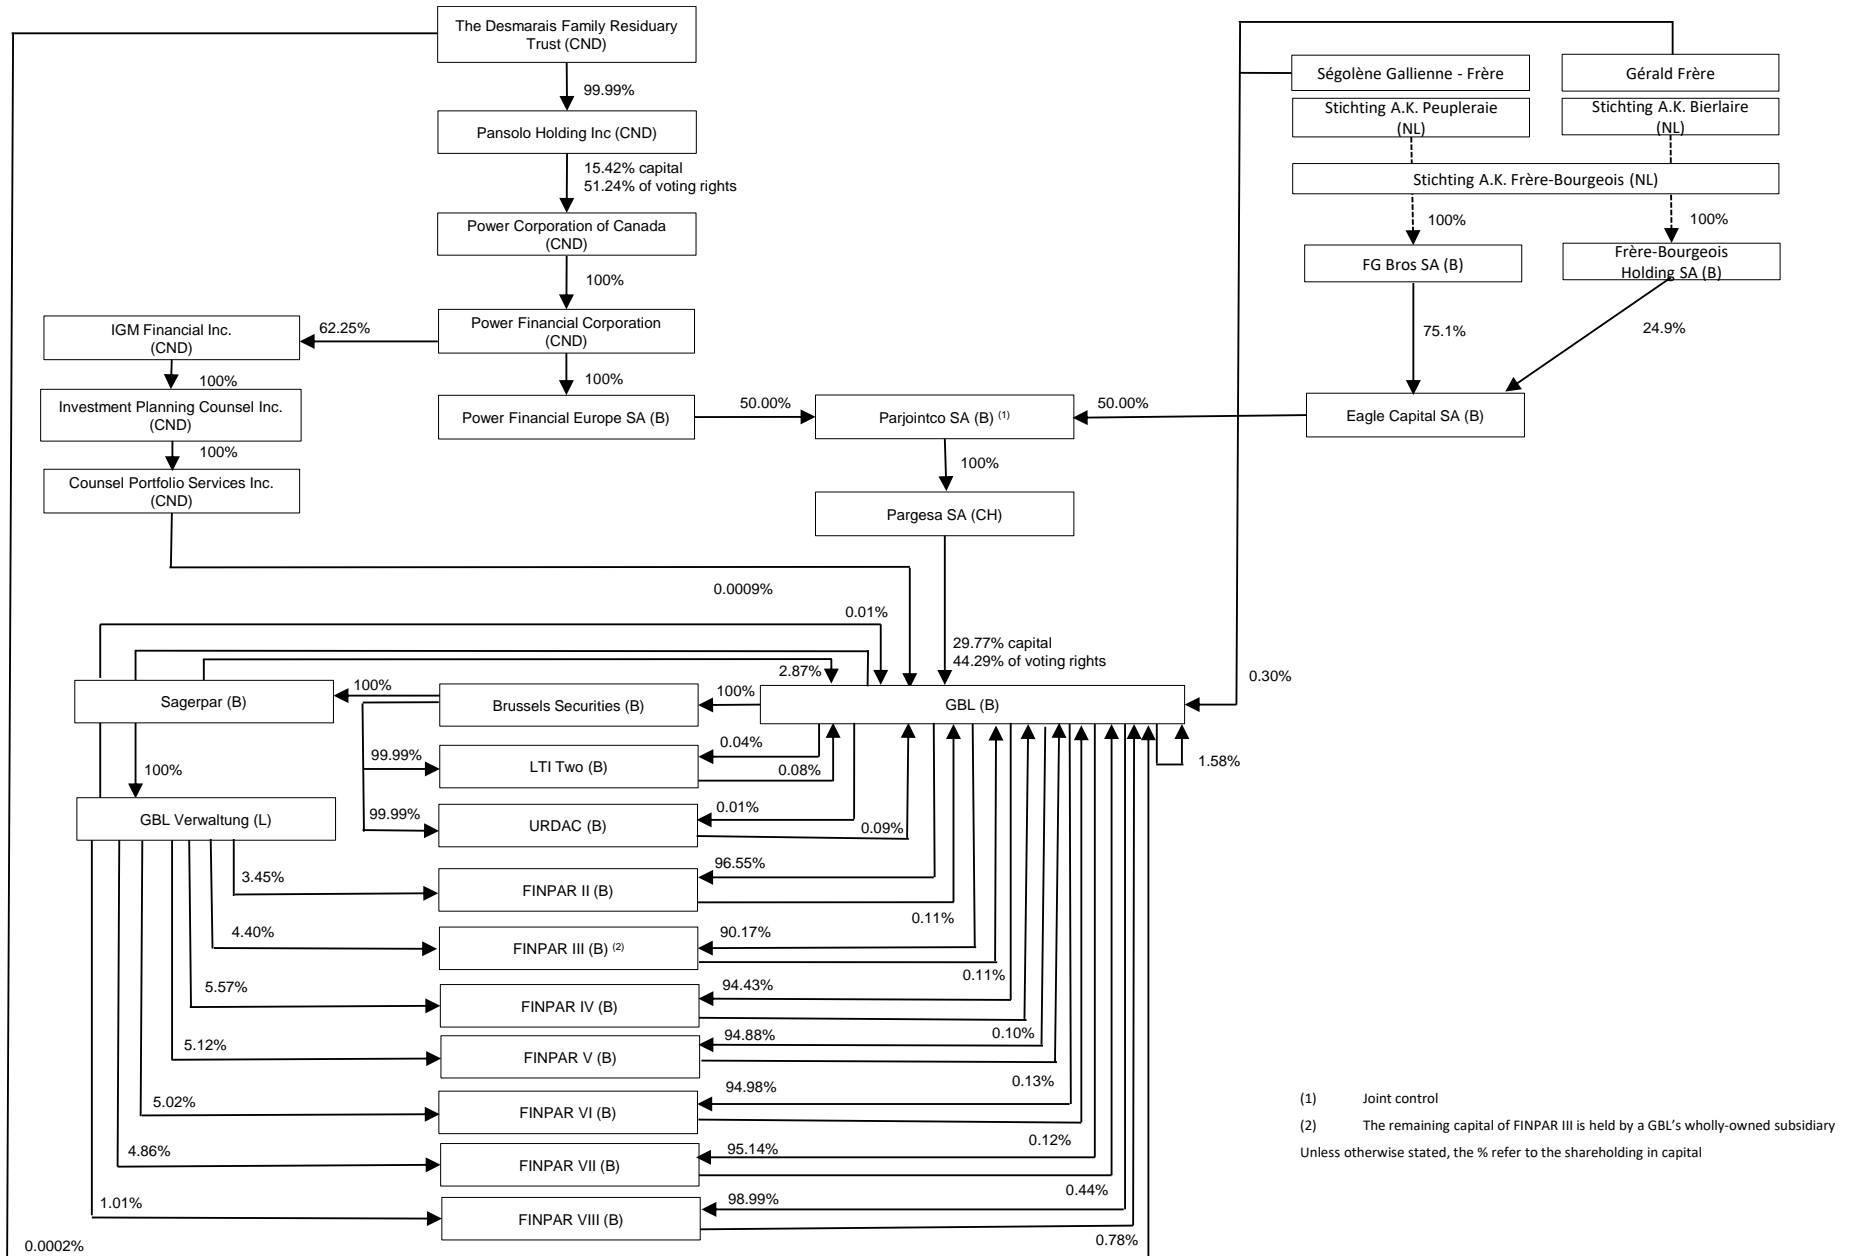 The Desmarais Family Residuary
Trust (CND)
99.99%
Pansolo Holding Inc (CND)
15.42% capital
51.24% of voting rights
Power Corporation of Canada
(CND)
100%
Power Financial Corporation
(CND)
62.25%
IGM Financial Inc.
(CND)
100%
Investment Planning Counsel Inc.
(CND)
100%
Counsel Portfolio Services Inc.
(CND)
100%
Power Financial Europe SA (B)
50.00%
Parjointco SA (B) (1)
50.00%
Ségolène Gallienne - Frère
Gérald Frère
Stichting A.K. Peupleraie
(NL)
Stichting A.K. Bierlaire
(NL)
Stichting A.K. Frère-Bourgeois (NL)
100%
100%
FG Bros SA (B)
Frère-Bourgeois
Holding SA (B)
75.1%
24.9%
Eagle Capital SA (B)
100%
Pargesa SA (CH)
0.0009%
0.01%
29.77% capital
44.29% of voting rights
2.87%
0.30%
Sagerpar (B)
100%
Brussels Securities (B)
100%
GBL (B)
1.58%
99.99%
LTI Two (B)
0.04%
0.08%
100%
GBL Verwaltung (L)
99.99%
URDAC (B)
0.01%
0.09%
3.45%
FINPAR II (B)
96.55%
0.11%
4.40%
FINPAR III (B) (2)
90.17%
0.11%
5.57%
FINPAR IV (B)
94.43%
0.10%
5.12%
FINPAR V (B)
94.88%
0.13%
5.02%
FINPAR VI (B)
94.98%
0.12%
4.86%
FINPAR VII (B)
95.14%
0.44%
1.01%
FINPAR VIII (B)
98.99%
0.78%
0.0002%
(1) Joint control
(2) The remaining capital of FINPAR III is held by a GBL's wholly-owned subsidiary
Unless otherwise stated, the % refer to the shareholding in capital